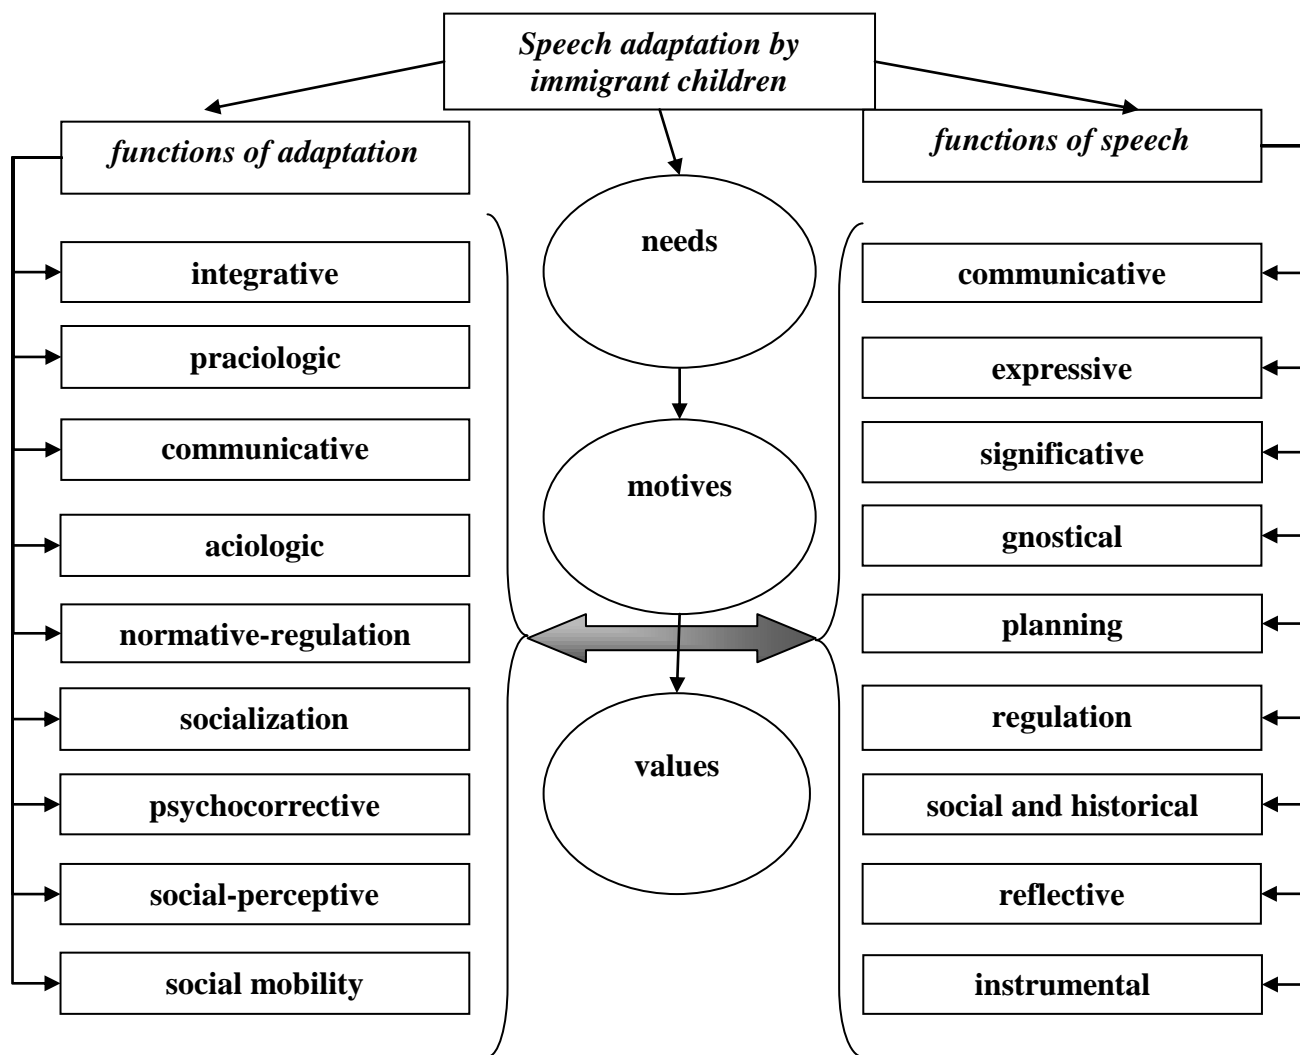 Speech adaptation by
immigrant children
functions of adaptation
functions of speech
needs
integrative
communicative
praciologic
expressive
communicative
significative
motives
aciologic
gnostical
normative-regulation
planning
socialization
regulation
values
psychocorrective
social and historical
social-perceptive
reflective
social mobility
instrumental